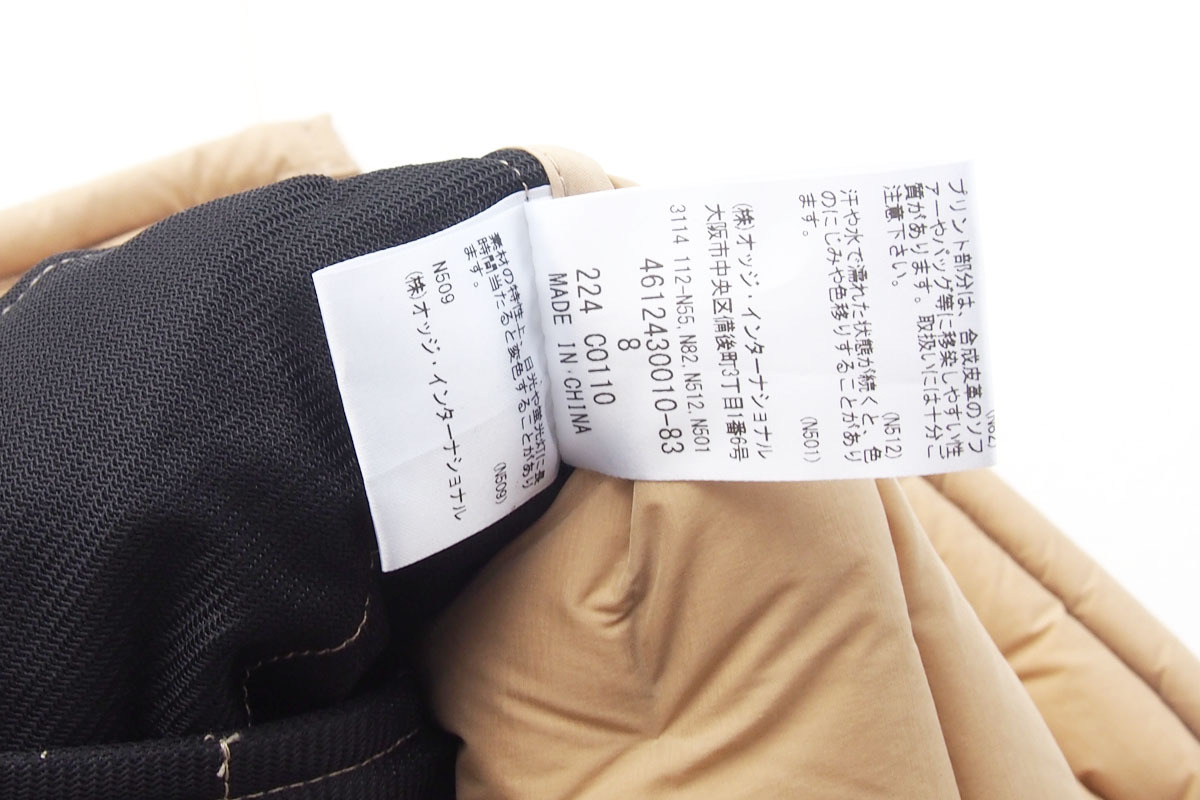 プリント部分は、合成皮革のソフ
ァーやバッグ等に移染しやすい性
質があります。取扱いには十分ご
注意下さい。
(N512)
汗や水で濡れた状態が続くと、色
のにじみや色移りすることがあり
ます。
(N501)
(株)オッジ・インターナショナル
大阪市中央区備後町3丁目1番6号
3114 112-N55, N82, N512, N501
4612430010-83
8
224 C0110
MADE IN CHINA
素材の特性上、日光や蛍光灯に長
時間当たると変色することがあり
ます。
(N509)
N509
(株)オッジ・インターナショナル